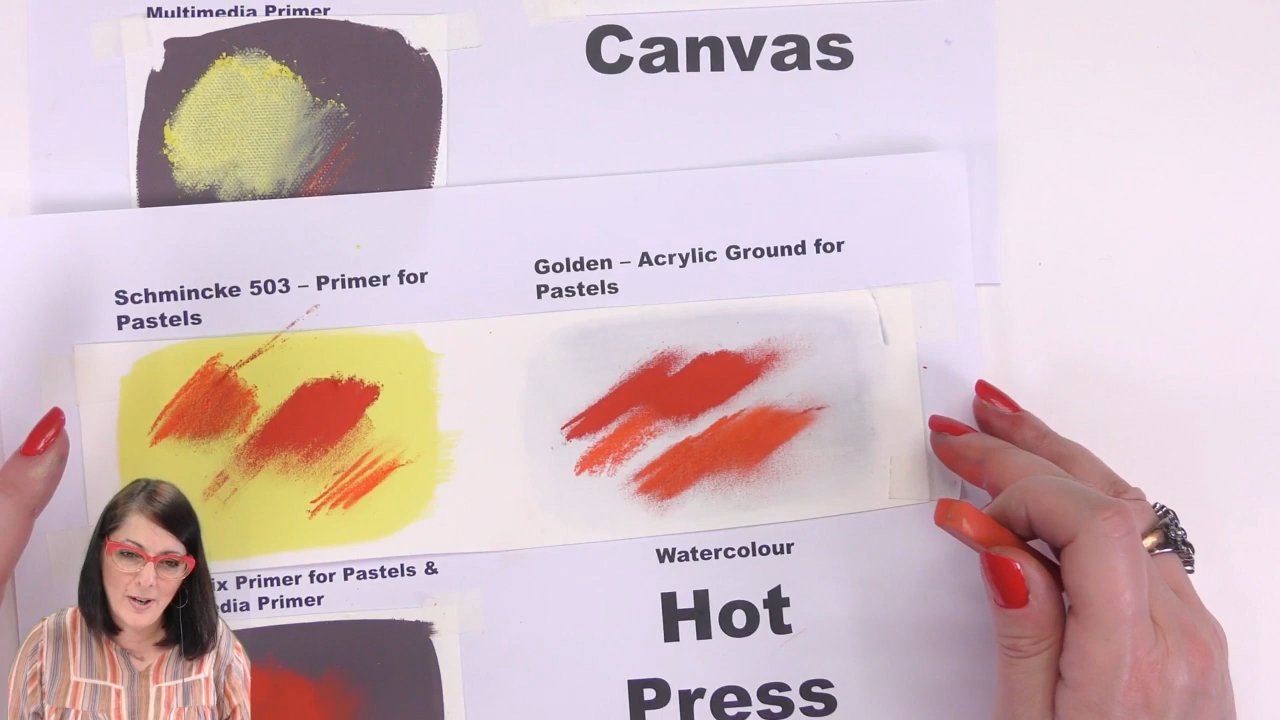 Multimedia Primer
Canvas
Schmincke 503 – Primer for
Pastels
Golden – Acrylic Ground for
Pastels
ix Primer for Pastels &
edia Primer
Watercolour
Hot
Press